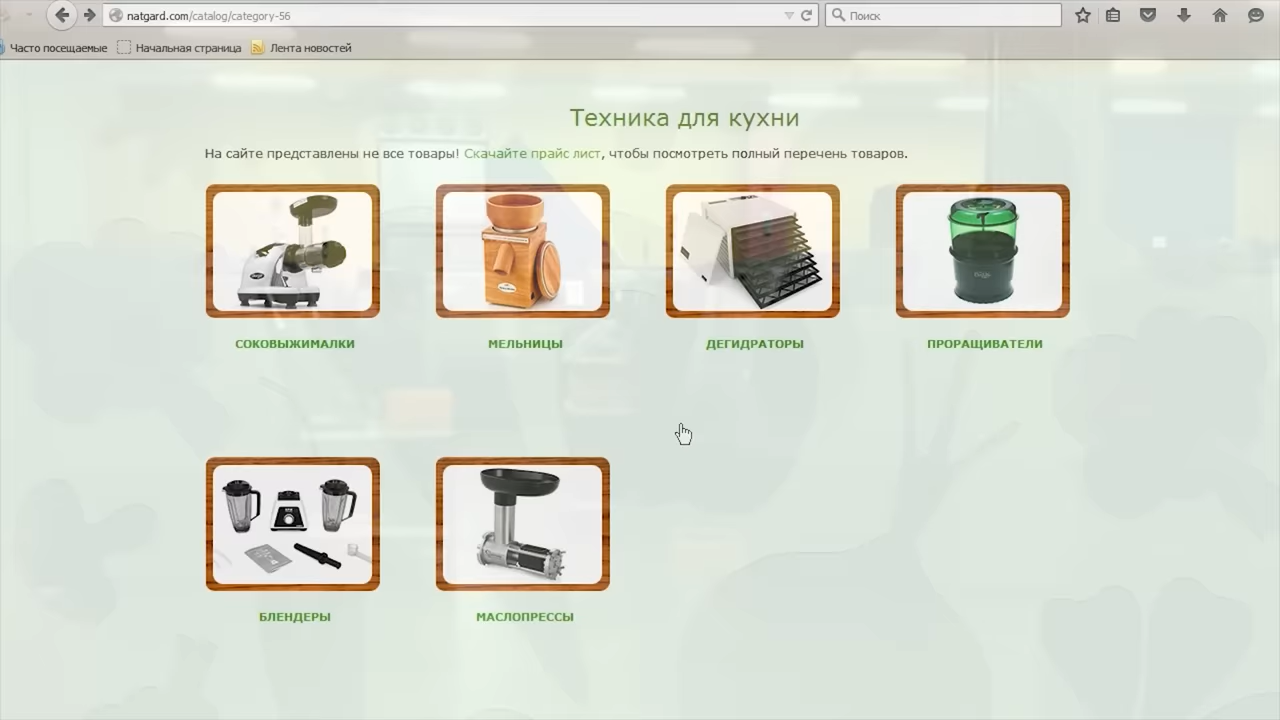 natgard.com/catalog/category-56
Поиск
Часто посещаемые
Начальная страница
Лента новостей
Техника для кухни
На сайте представлены не все товары! Скачайте прайс лист, чтобы посмотреть полный перечень товаров.
СОКОВЫЖИМАЛКИ
МЕЛЬНИЦЫ
ДЕГИДРАТОРЫ
ПРОРАЩИВАТЕЛИ
БЛЕНДЕРЫ
МАСЛОПРЕССЫ